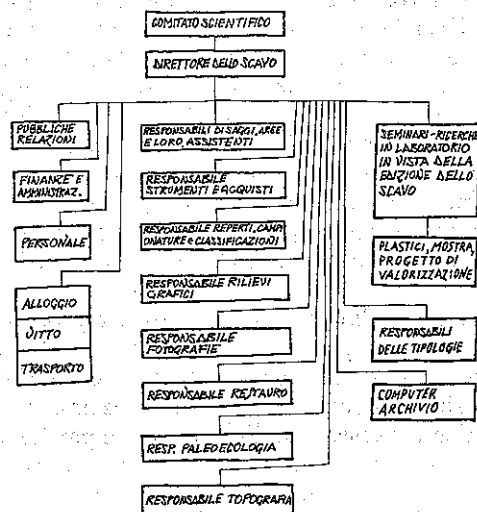 COMITATO SCIENTIFICO
DIRETTORE DELLO SCAVO
PUBBLICHE
RELAZIONI
FINANZE E
AMMINISTRAZ.
PERSONALE
ALLOGGIO
VITTO
TRASPORTO
RESPONSABILI DI SAGGI, AREE
E LORO, ASSISTENTI
RESPONSABILE
STRUMENTI E ACQUISTI
RESPONSABILE REPERTI, CAMPIO
NATURE E CLASSIFICAZIONI
RESPONSABILE RILIEVI
GRAFICI
RESPONSABILE
FOTOGRAFIE
RESPONSABILE RESTAURO
RESP. PALEOECOLOGIA
RESPONSABILE TOPOGRAFIA
SEMINARI-RICERCHE
IN LABORATORIO
IN VISTA DELLA
EDIZIONE DELLO
SCAVO
PLASTICI, MOSTRA,
PROGETTO DI
VALORIZZAZIONE
RESPONSABILI
DELLE TIPOLOGIE
COMPUTER
ARCHIVIO